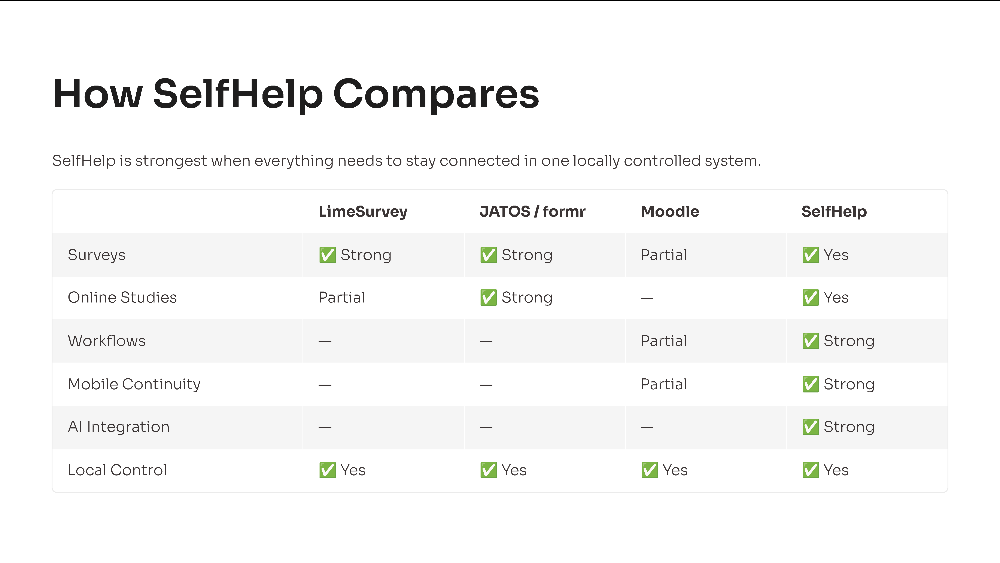 How SelfHelp Compares
SelfHelp is strongest when everything needs to stay connected in one locally controlled system.
LimeSurvey JATOS / formr Moodle SelfHelp
Surveys ✅ Strong ✅ Strong Partial ✅ Yes
Online Studies Partial ✅ Strong — ✅ Yes
Workflows — — Partial ✅ Strong
Mobile Continuity — — Partial ✅ Strong
AI Integration — — — ✅ Strong
Local Control ✅ Yes ✅ Yes ✅ Yes ✅ Yes